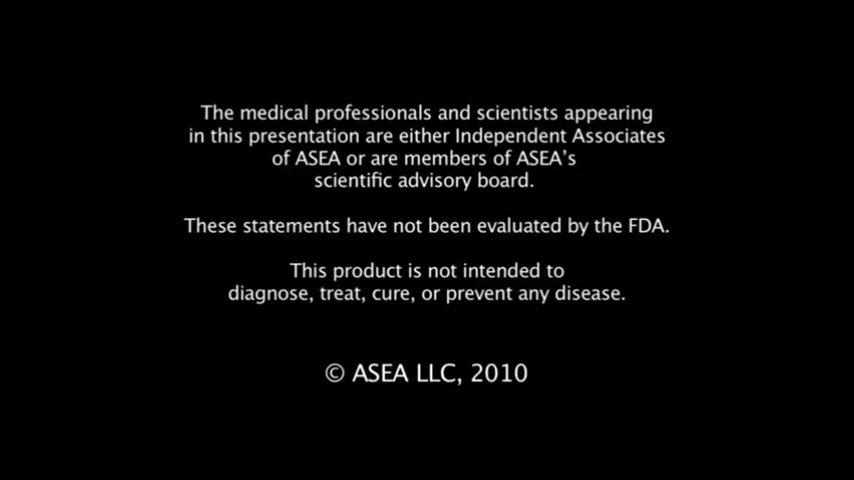 The medical professionals and scientists appearing
in this presentation are either Independent Associates
of ASEA or are members of ASEA's
scientific advisory board.
These statements have not been evaluated by the FDA.
This product is not intended to
diagnose, treat, cure, or prevent any disease.
© ASEA LLC, 2010